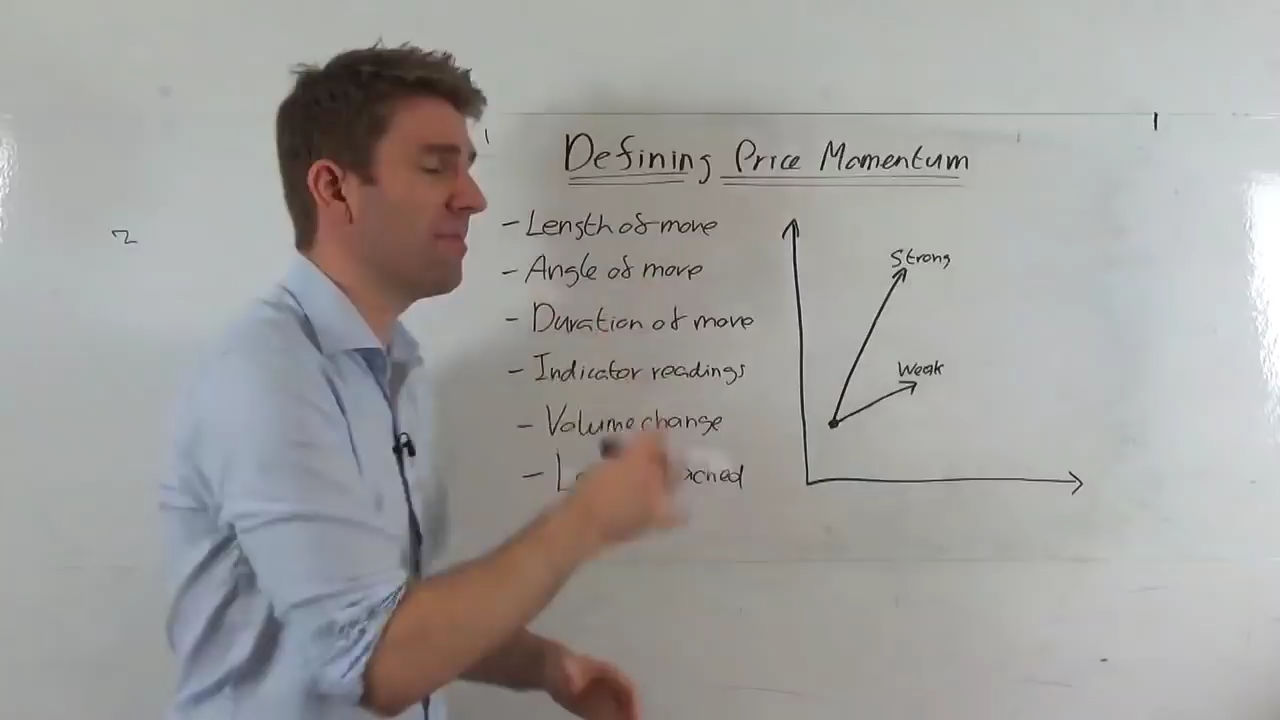 Defining Price Momentum
- Length of move
- Angle of move
- Duration of move
- Indicator readings
- Volume change
-
Strong
Weak